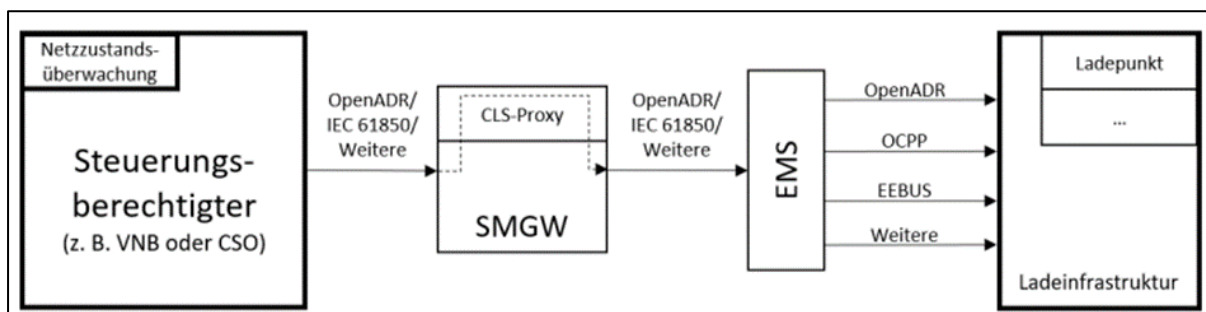 Netzzustands-
überwachung
Steuerungs-
berechtigter
(z. B. VNB oder CSO)
OpenADR/
IEC 61850/
Weitere
CLS-Proxy
SMGW
OpenADR/
IEC 61850/
Weitere
EMS
OpenADR
OCPP
EEBUS
Weitere
Ladepunkt
...
Ladeinfrastruktur